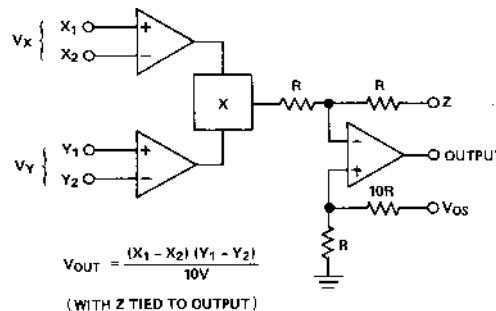 VX { X1 +
X2 −
X
R
R
Z
−
+
OUTPUT
VY { Y1 +
Y2 −
10R
VOS
R
VOUT = (X1 − X2) (Y1 − Y2) / 10V
(WITH Z TIED TO OUTPUT)